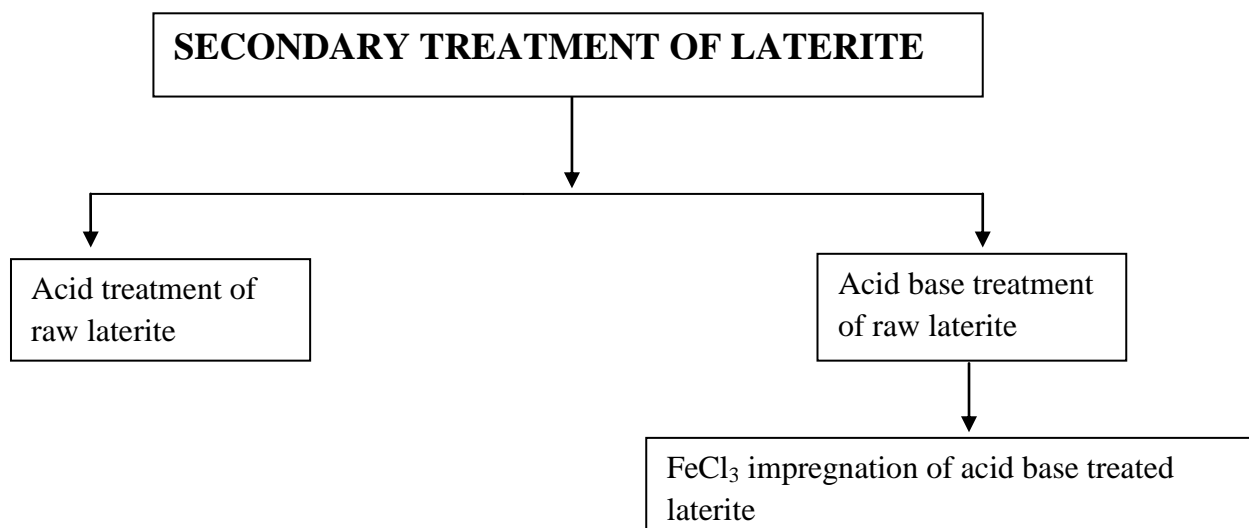 SECONDARY TREATMENT OF LATERITE
Acid treatment of
raw laterite
Acid base treatment
of raw laterite
FeCl₃ impregnation of acid base treated
laterite